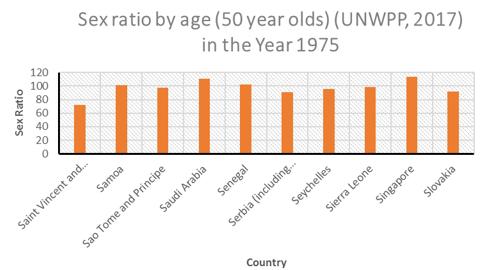 Sex ratio by age (50 year olds) (UNWPP, 2017)
in the Year 1975
Sex Ratio
120
100
80
60
40
20
0
Saint Vincent and...
Samoa
Sao Tome and Principe
Saudi Arabia
Senegal
Serbia (including...
Seychelles
Sierra Leone
Singapore
Slovakia
Country